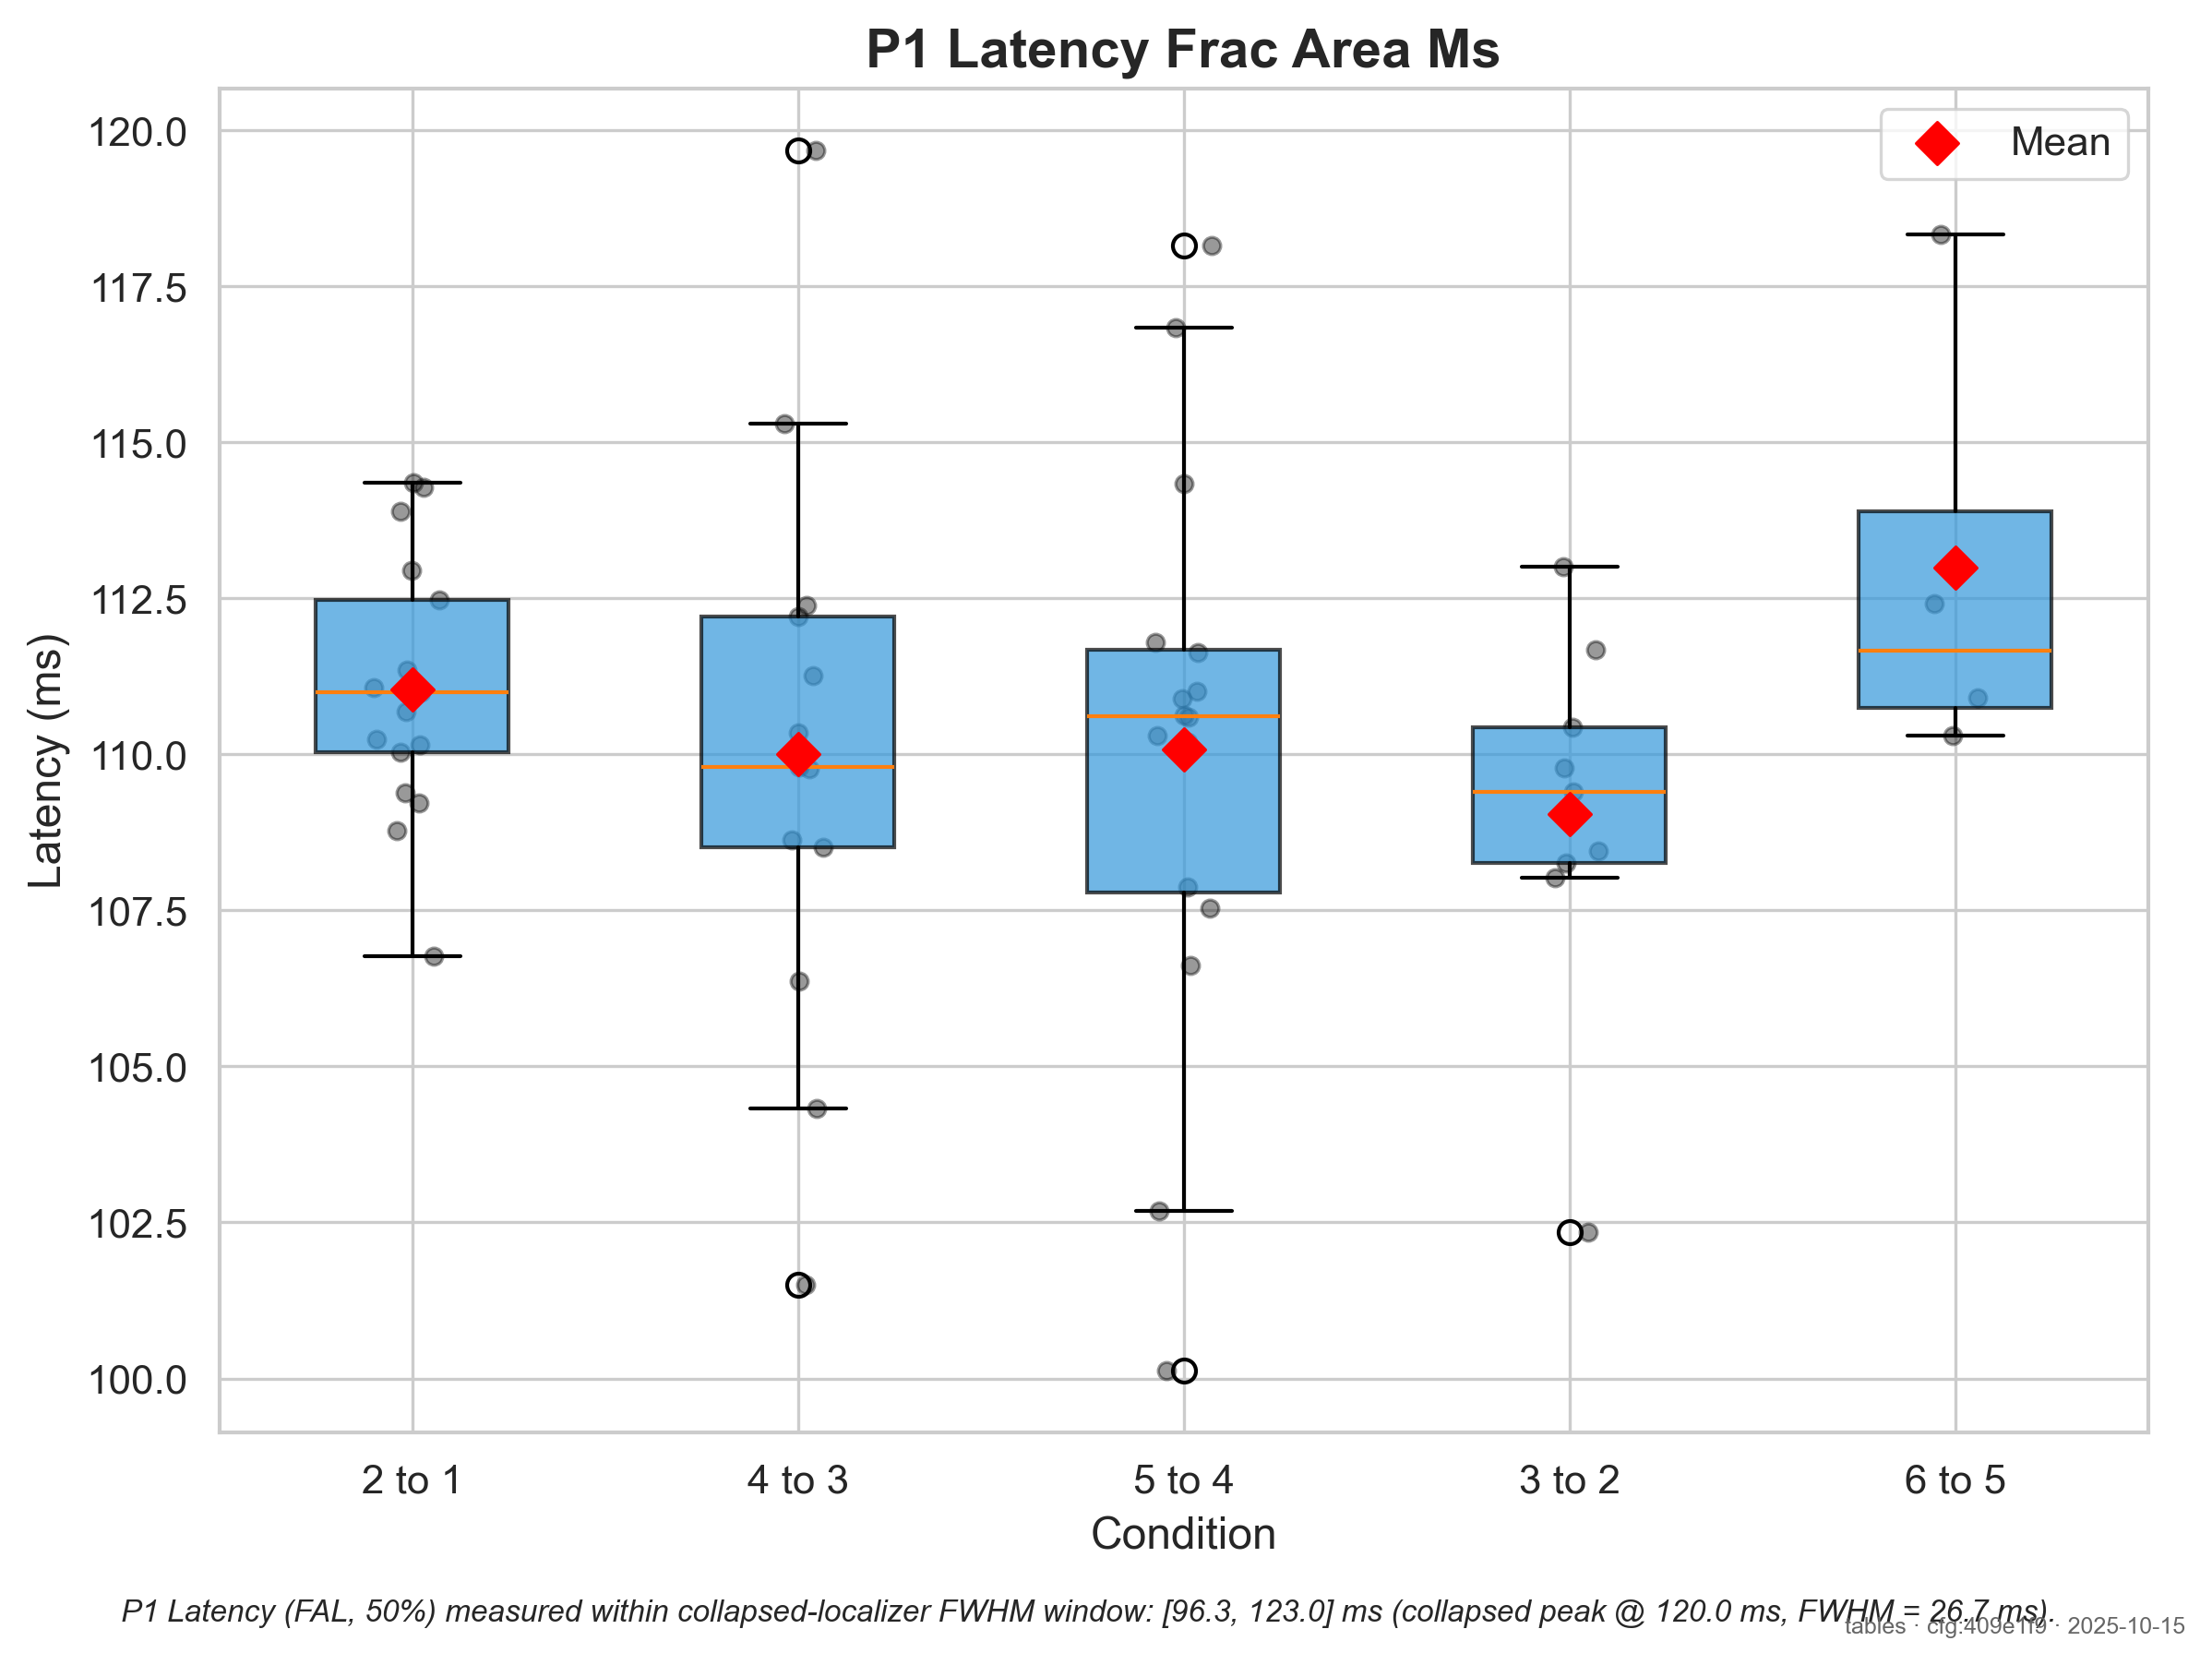 P1 Latency Frac Area Ms
Mean
120.0
117.5
115.0
112.5
110.0
107.5
105.0
102.5
100.0
Latency (ms)
2 to 1
4 to 3
5 to 4
3 to 2
6 to 5
Condition
P1 Latency (FAL, 50%) measured within collapsed-localizer FWHM window: [96.3, 123.0] ms (collapsed peak @ 120.0 ms, FWHM = 26.7 ms).
tables · cfg:409e1f9 · 2025-10-15